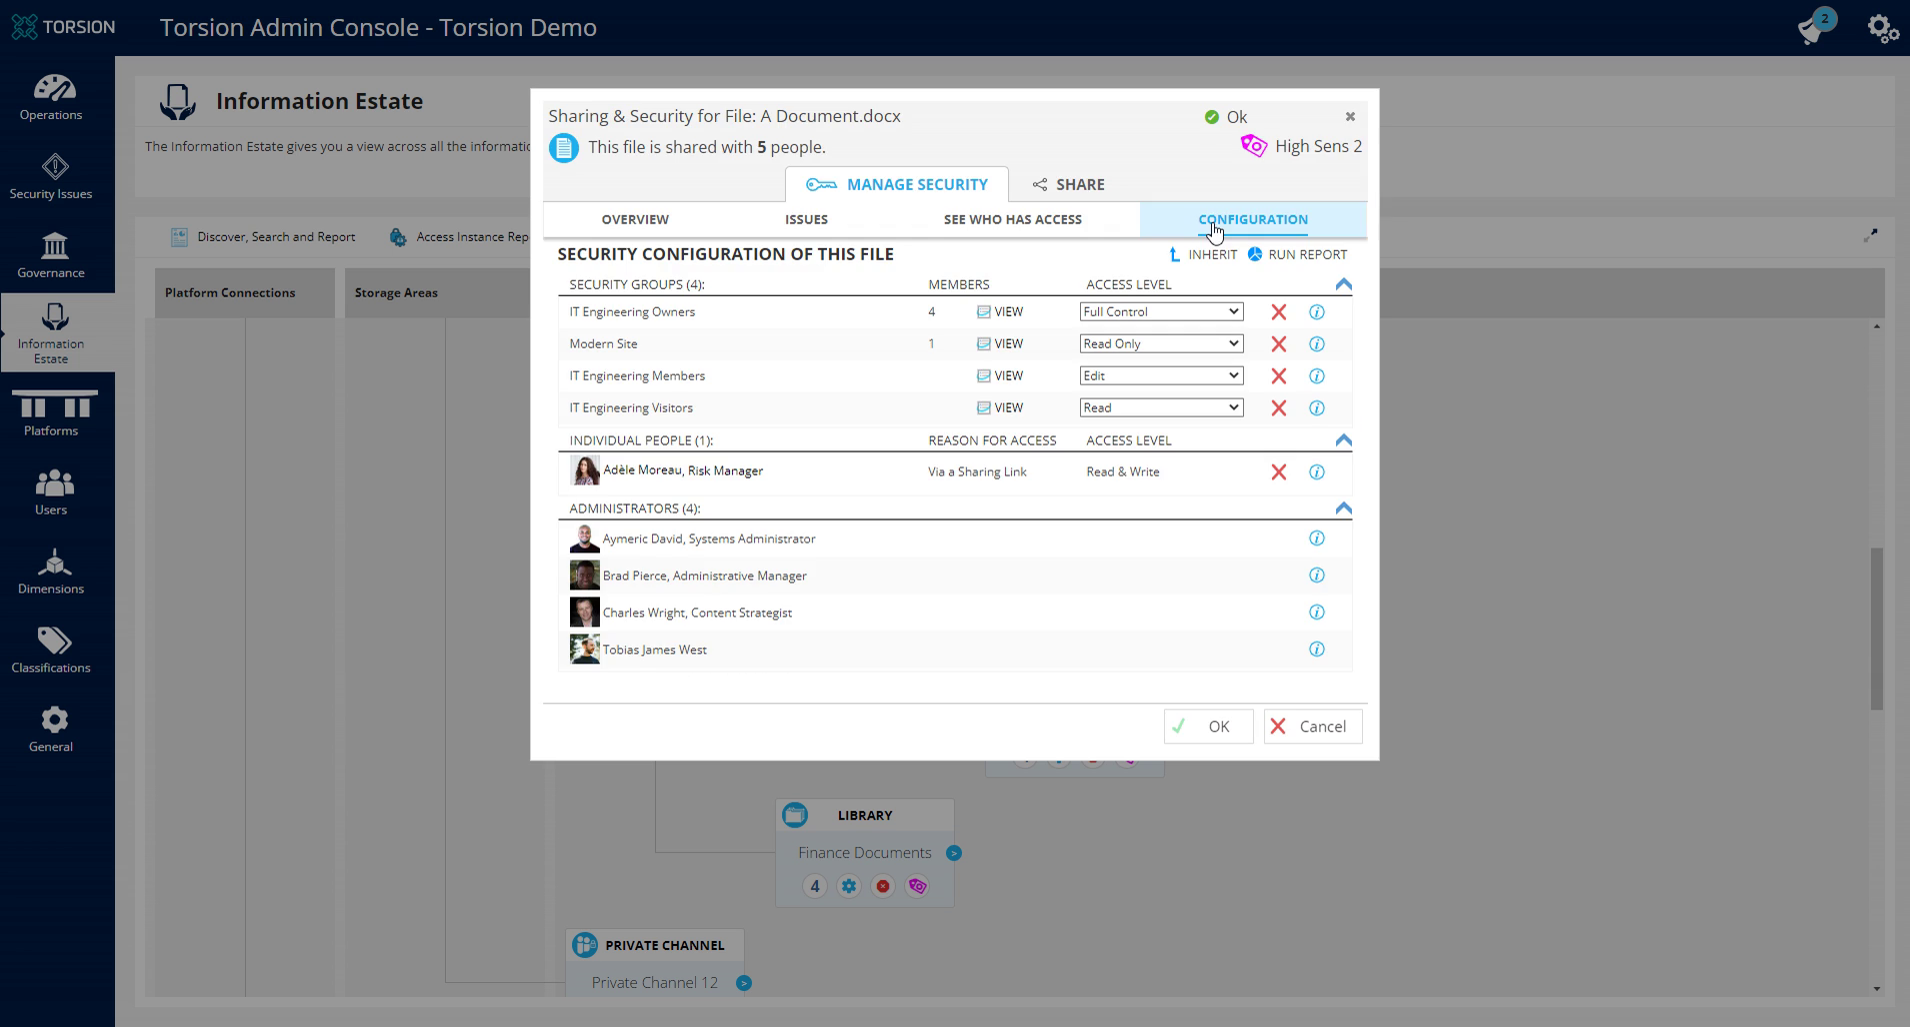 TORSION
Torsion Admin Console - Torsion Demo
2
Operations
Security Issues
Governance
Information
Estate
Platforms
Users
Dimensions
Classifications
General
Information Estate
The Information Estate gives you a view across all the informatic
Discover, Search and Report
Access Instance Rep
Platform Connections
Storage Areas
Sharing & Security for File: A Document.docx
Ok
This file is shared with 5 people.
High Sens 2
MANAGE SECURITY
SHARE
OVERVIEW
ISSUES
SEE WHO HAS ACCESS
CONFIGURATION
SECURITY CONFIGURATION OF THIS FILE
INHERIT
RUN REPORT
SECURITY GROUPS (4): MEMBERS ACCESS LEVEL
IT Engineering Owners 4 VIEW Full Control
Modern Site 1 VIEW Read Only
IT Engineering Members VIEW Edit
IT Engineering Visitors VIEW Read
INDIVIDUAL PEOPLE (1): REASON FOR ACCESS ACCESS LEVEL
Adèle Moreau, Risk Manager Via a Sharing Link Read & Write
ADMINISTRATORS (4):
Aymeric David, Systems Administrator
Brad Pierce, Administrative Manager
Charles Wright, Content Strategist
Tobias James West
OK
Cancel
LIBRARY
Finance Documents
4
PRIVATE CHANNEL
Private Channel 12